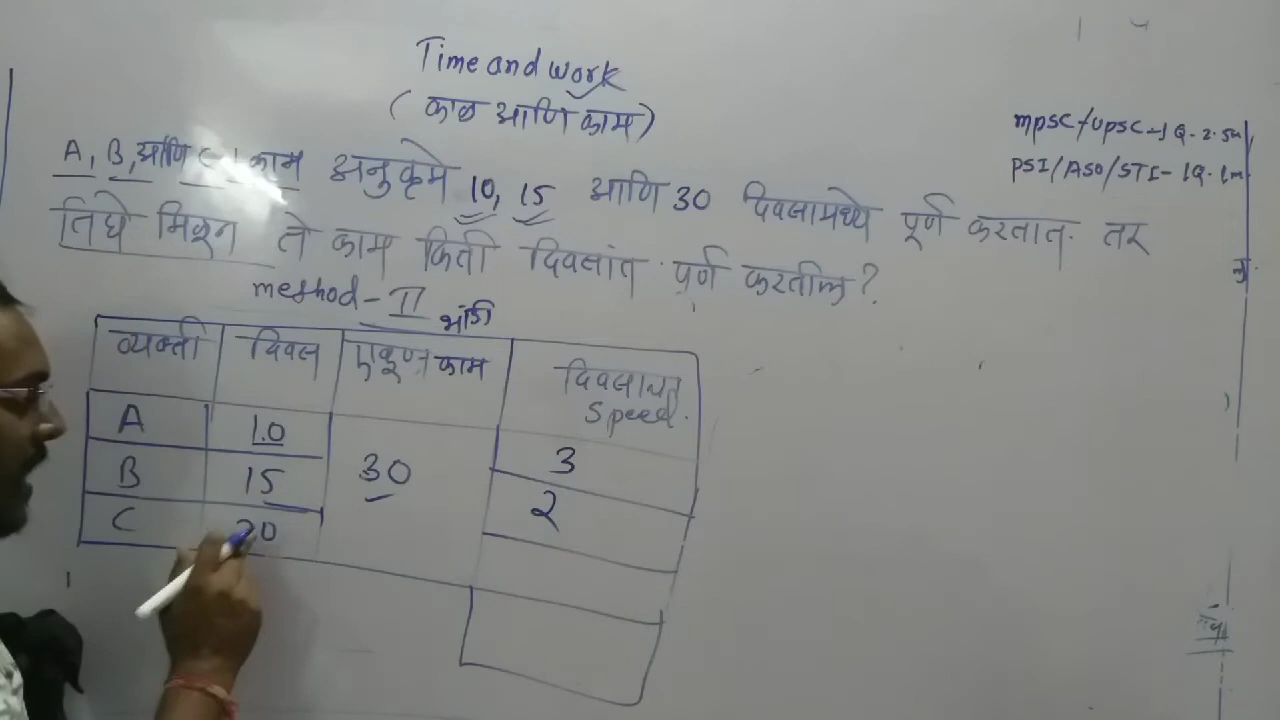 Time and work
(काळ आणि काम)
mpsc/upsc-1 Q-2.5m
PSI/ASO/STI-1Q-1m
A, B, आणि C काम अनुक्रमे 10, 15 आणि 30 दिवसामध्ये पूर्ण करतात. तर
तिघे मिळून ते काम किती दिवसांत पूर्ण करतील?
method-II
व्यक्ती दिवस एकूण काम दिवसाचा Speed.
A 10 3
B 15 30 2
C 30